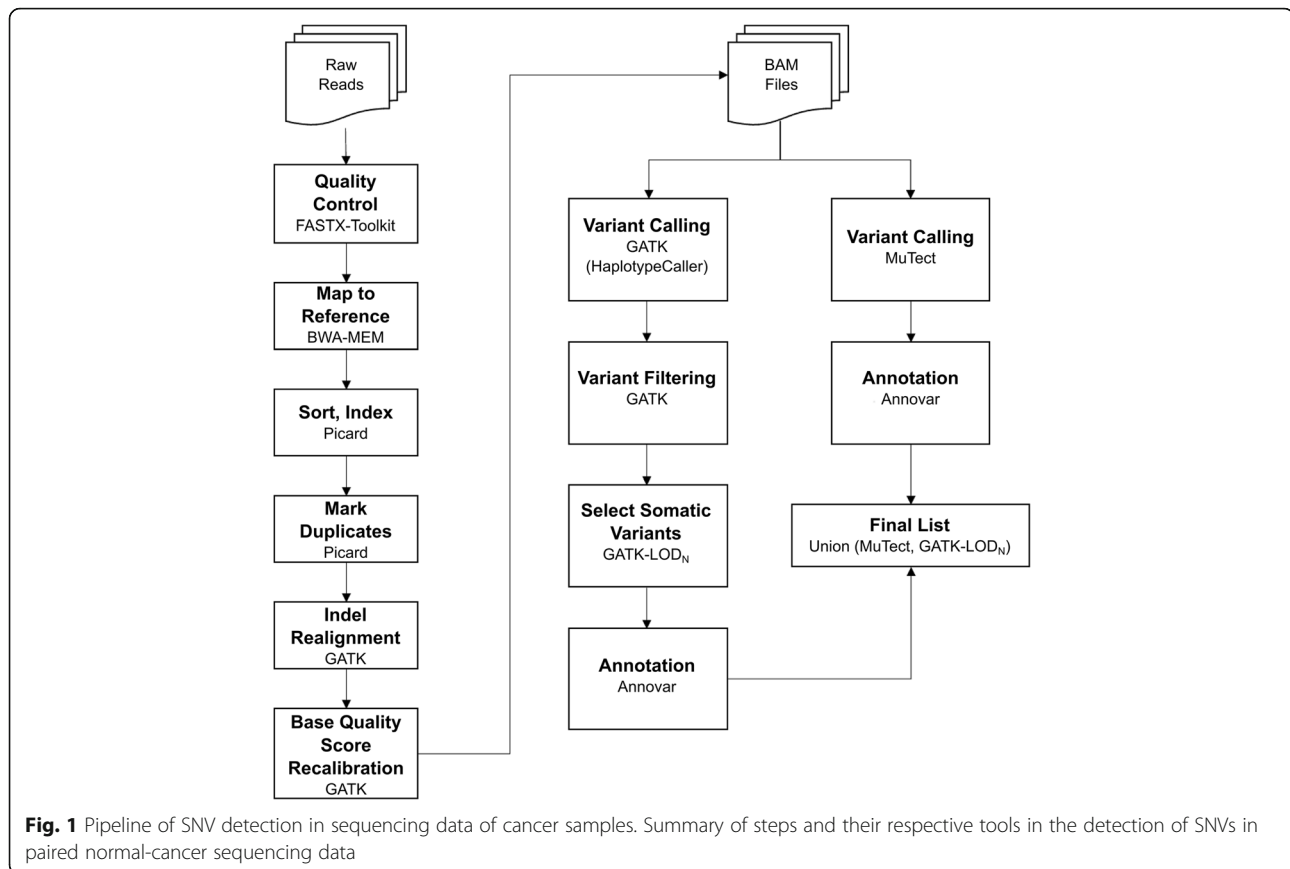 Raw
Reads
Quality
Control
FASTX-Toolkit
Map to
Reference
BWA-MEM
Sort, Index
Picard
Mark
Duplicates
Picard
Indel
Realignment
GATK
Base Quality
Score
Recalibration
GATK
BAM
Files
Variant Calling
GATK
(HaplotypeCaller)
Variant Filtering
GATK
Select Somatic
Variants
GATK-LODN
Annotation
Annovar
Variant Calling
MuTect
Annotation
Annovar
Final List
Union (MuTect, GATK-LODN)
Fig. 1 Pipeline of SNV detection in sequencing data of cancer samples. Summary of steps and their respective tools in the detection of SNVs in
paired normal-cancer sequencing data